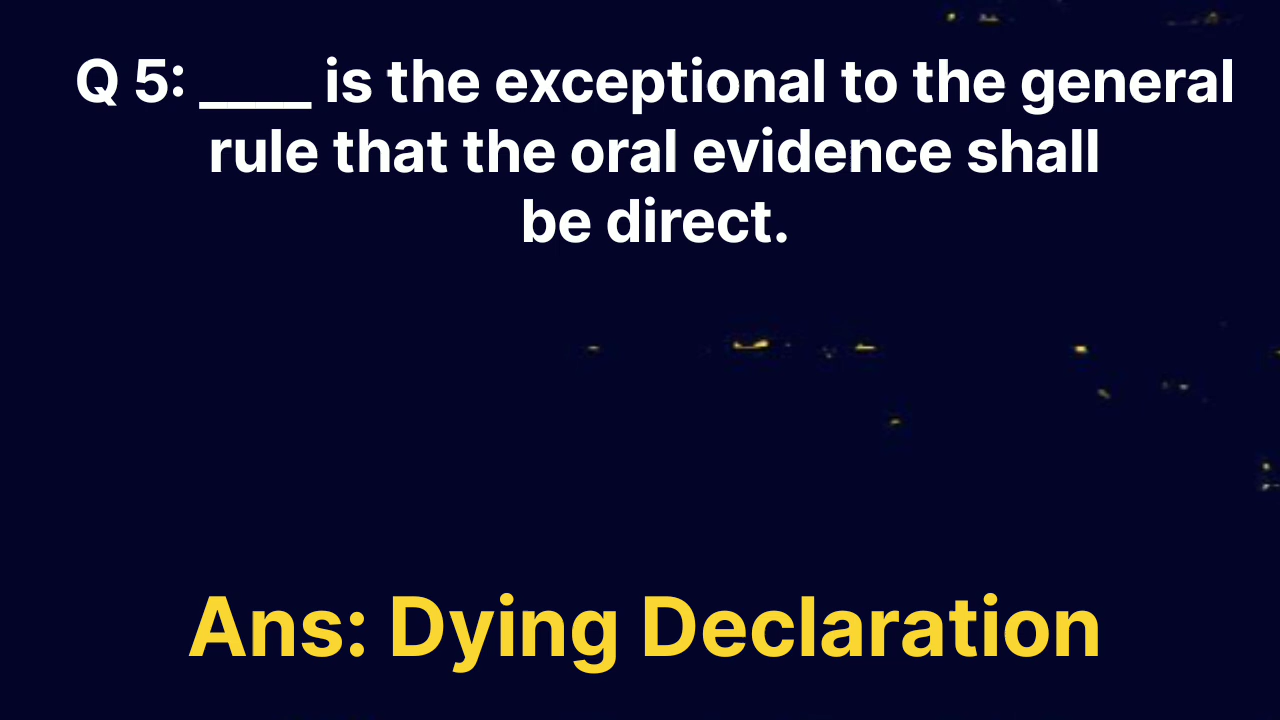 Q 5: ____ is the exceptional to the general
rule that the oral evidence shall
be direct.
Ans: Dying Declaration